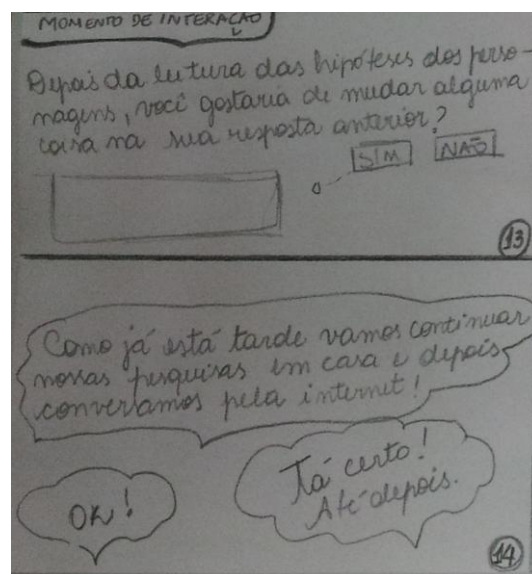 MOMENTO DE INTERAÇÃO
Depois da leitura das hipóteses dos perso-
nagens, você gostaria de mudar alguma
coisa na sua resposta anterior?
SIM NÃO
13
Como já está tarde vamos continuar
nossas pesquisas em casa e depois
conversamos pela internet!
OK!
Tá certo!
Até depois.
14